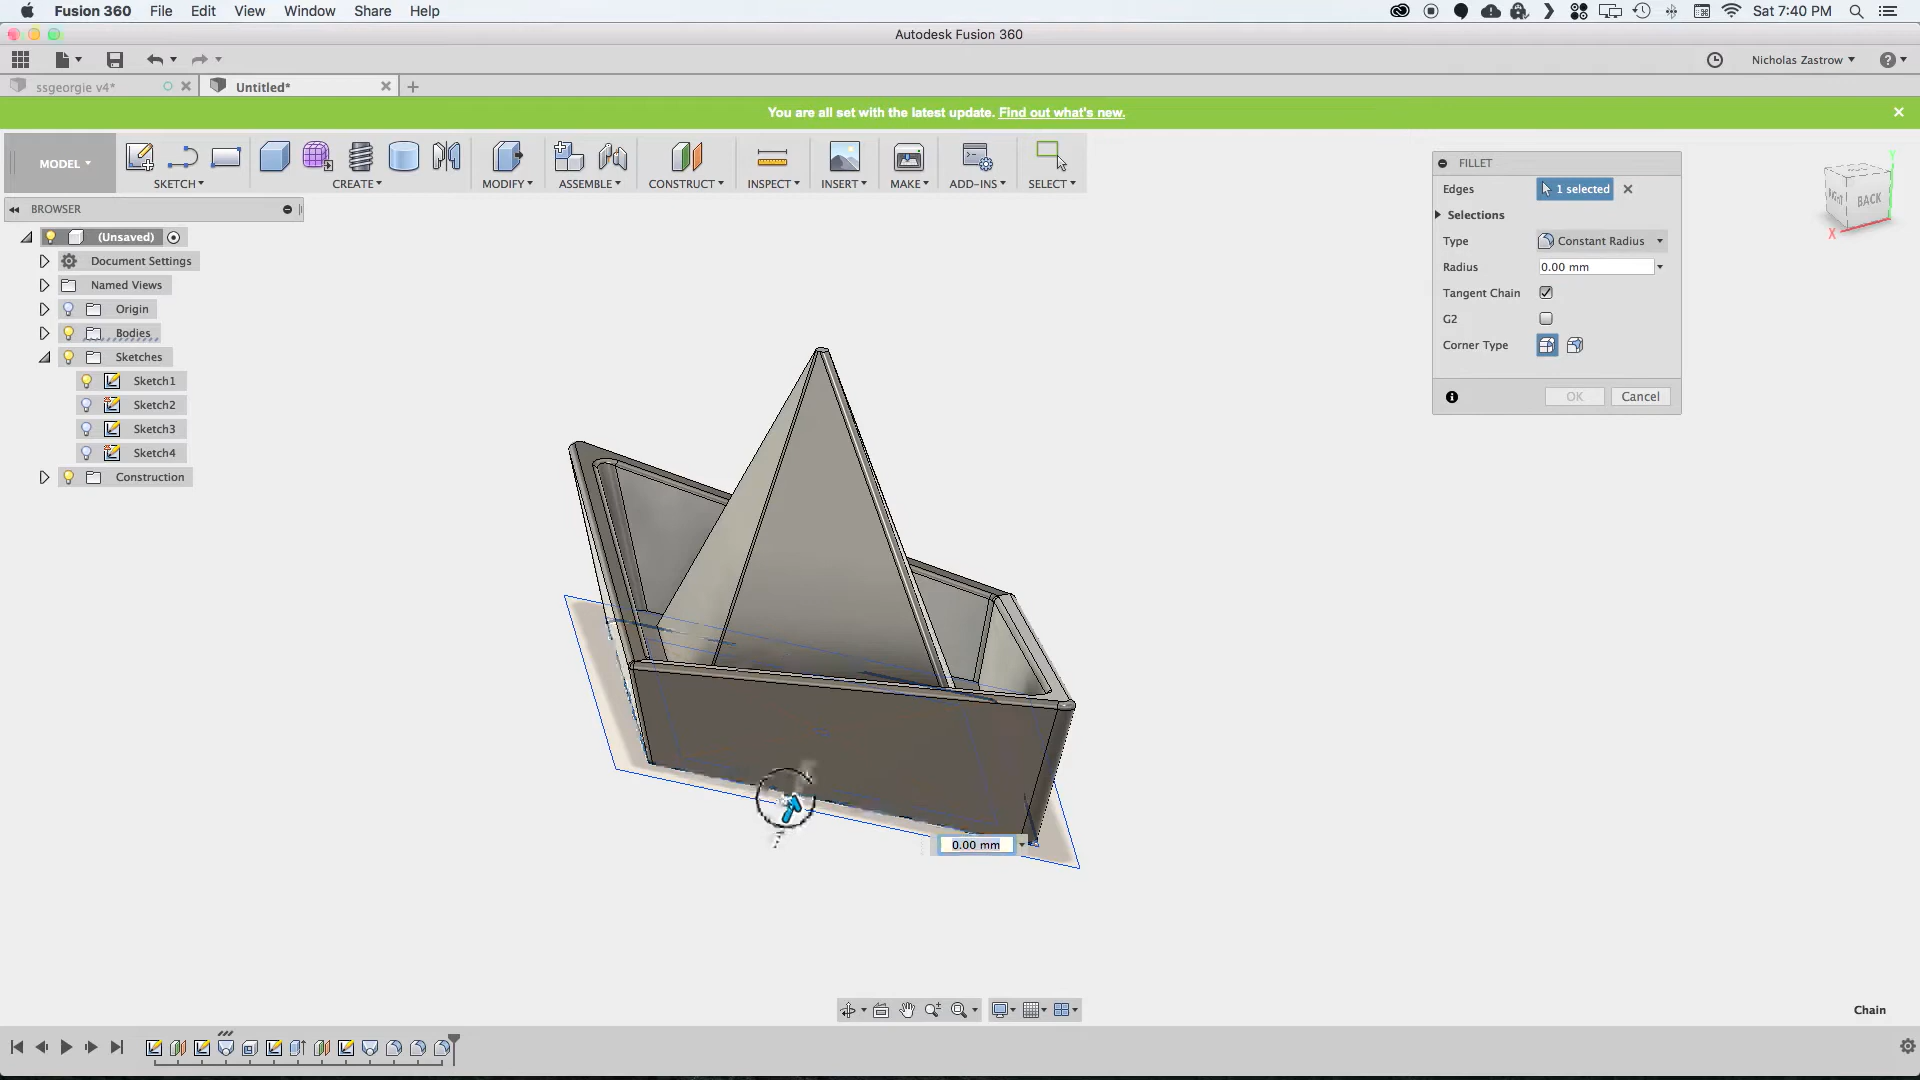 Fusion 360 File Edit View Window Share Help Sat 7:40 PM
Autodesk Fusion 360
Nicholas Zastrow
ssgeorgie v4* Untitled*
You are all set with the latest update. Find out what's new.
MODEL
SKETCH CREATE MODIFY ASSEMBLE CONSTRUCT INSPECT INSERT MAKE ADD-INS SELECT
BROWSER
(Unsaved)
Document Settings
Named Views
Origin
Bodies
Sketches
Sketch1
Sketch2
Sketch3
Sketch4
Construction
FILLET
Edges 1 selected
Selections
Type Constant Radius
Radius 0.00 mm
Tangent Chain
G2
Corner Type
OK Cancel
Y
BACK
X
0.00 mm
Chain